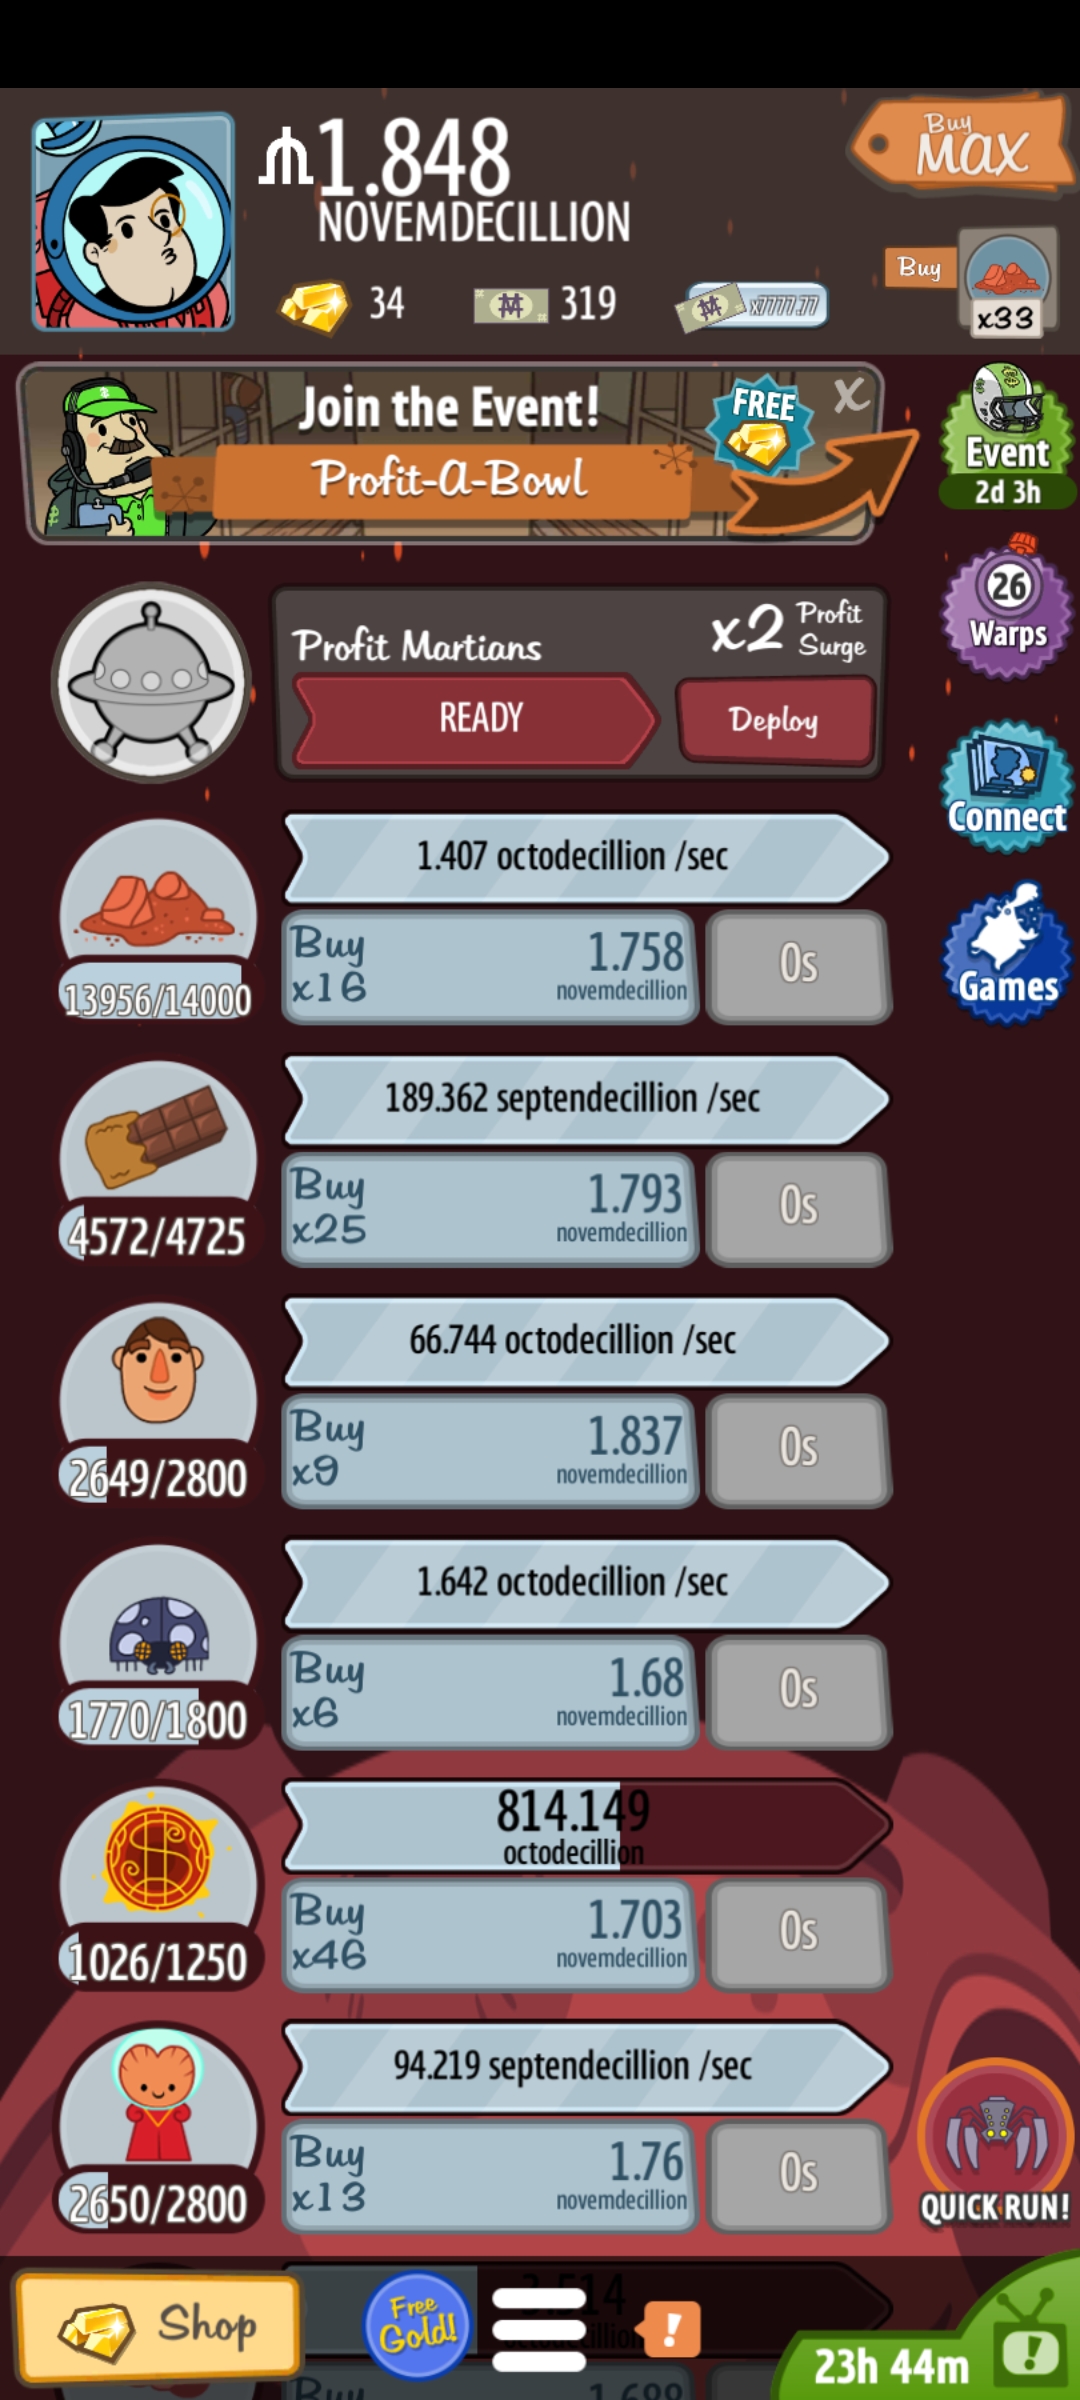 1.848
NOVEMDECILLION
Buy
MAX
34
319
x7777.77
Buy
x33
Join the Event!
FREE
X
Profit-A-Bowl
Event
2d 3h
26
Warps
Profit Martians
x2 Profit
Surge
READY
Deploy
Connect
1.407 octodecillion /sec
Buy
x16
1.758
novemdecillion
0s
13956/14000
Games
189.362 septendecillion /sec
Buy
x25
1.793
novemdecillion
0s
4572/4725
66.744 octodecillion /sec
Buy
x9
1.837
novemdecillion
0s
2649/2800
1.642 octodecillion /sec
Buy
x6
1.68
novemdecillion
0s
1770/1800
814.149
octodecillion
Buy
x46
1.703
novemdecillion
0s
1026/1250
94.219 septendecillion /sec
Buy
x13
1.76
novemdecillion
0s
2650/2800
QUICK RUN!
Shop
Free
Gold!
!
23h 44m
!
Buy